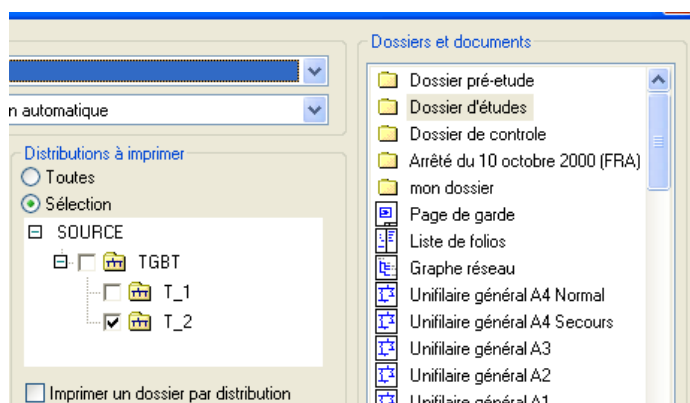 n automatique
Distributions à imprimer
Toutes
Sélection
SOURCE
TGBT
T_1
T_2
Imprimer un dossier par distribution
Dossiers et documents
Dossier pré-etude
Dossier d'études
Dossier de controle
Arrêté du 10 octobre 2000 (FRA)
mon dossier
Page de garde
Liste de folios
Graphe réseau
Unifilaire général A4 Normal
Unifilaire général A4 Secours
Unifilaire général A3
Unifilaire général A2
Unifilaire général A1